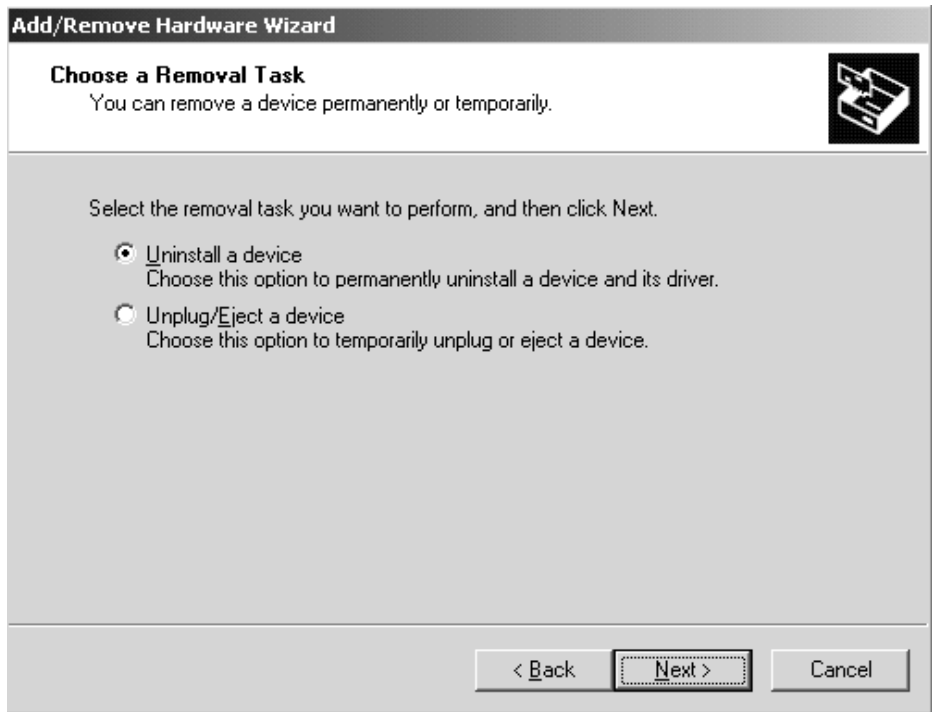 Add/Remove Hardware Wizard
Choose a Removal Task
You can remove a device permanently or temporarily.
Select the removal task you want to perform, and then click Next.
Uninstall a device
Choose this option to permanently uninstall a device and its driver.
Unplug/Eject a device
Choose this option to temporarily unplug or eject a device.
< Back Next > Cancel